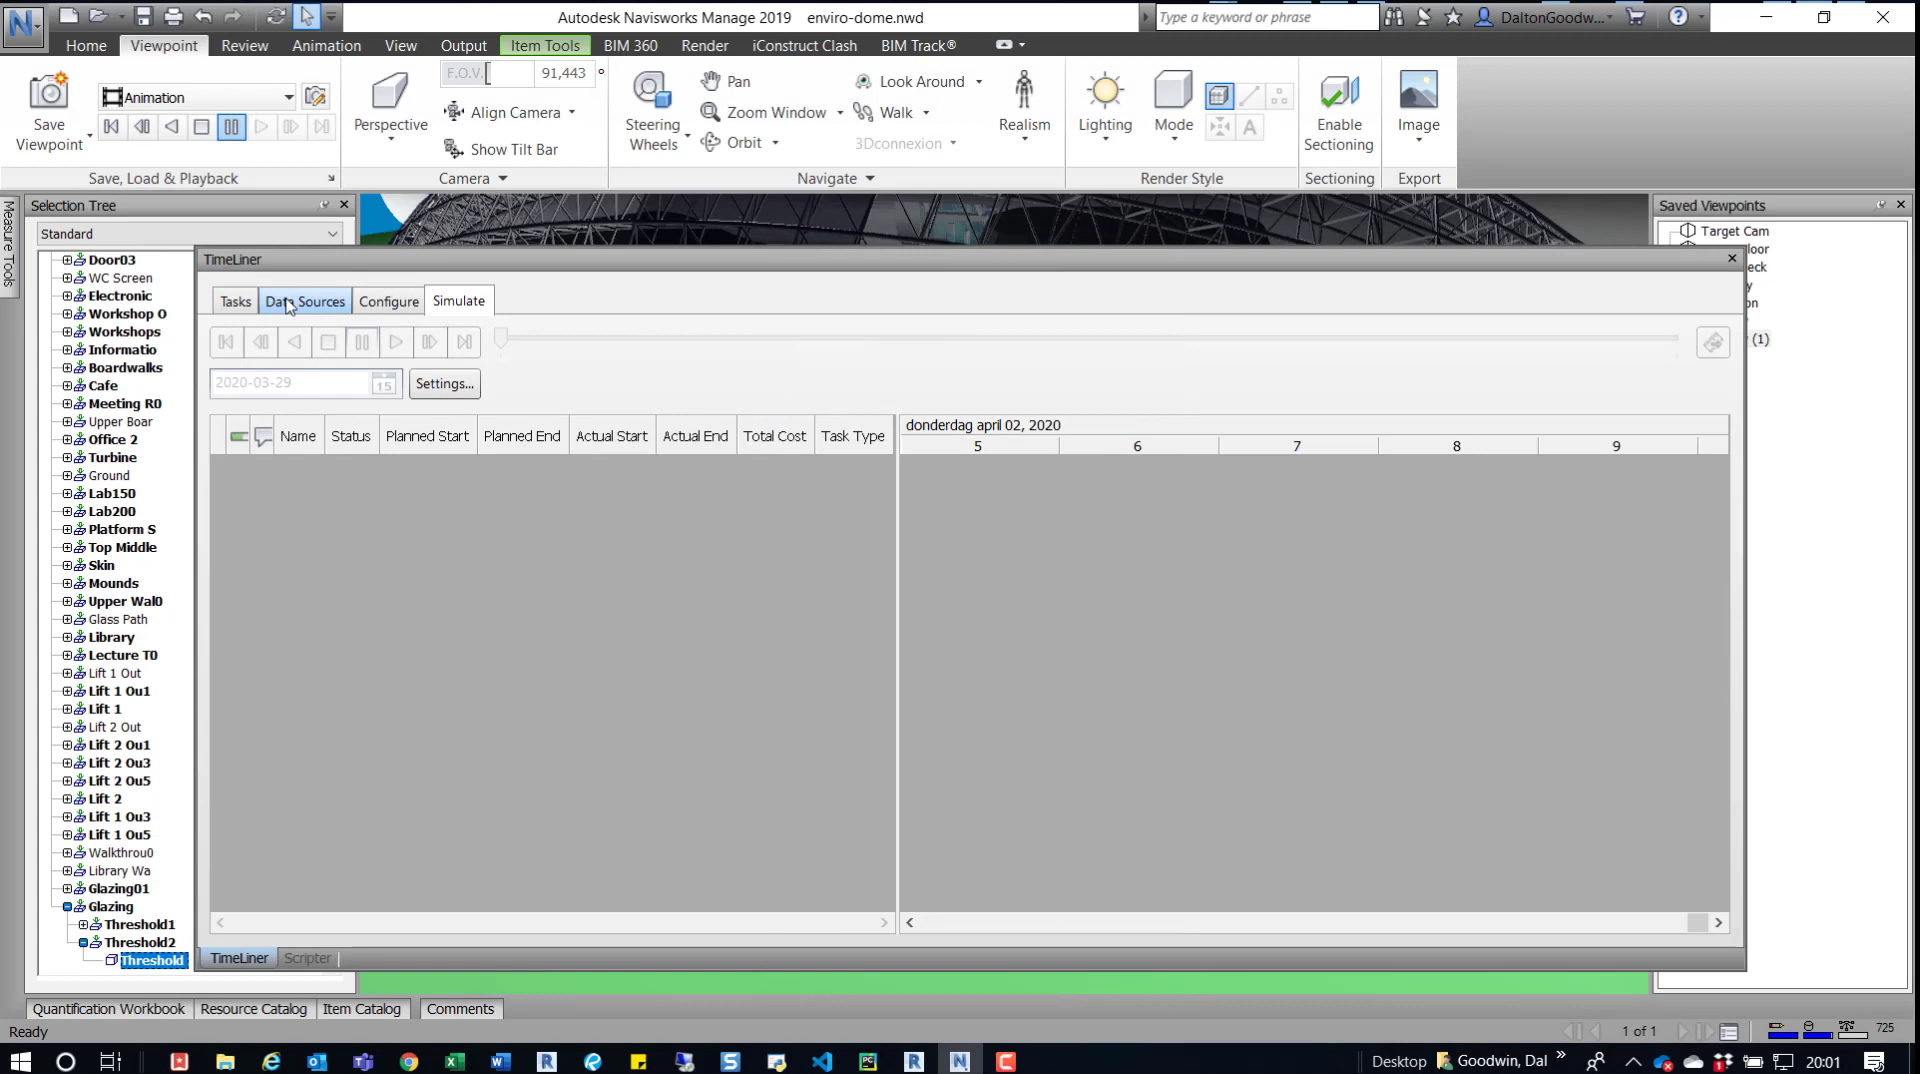 Autodesk Navisworks Manage 2019 enviro-dome.nwd
Type a keyword or phrase
DaltonGoodw...
Home Viewpoint Review Animation View Output Item Tools BIM 360 Render iConstruct Clash BIM Track®
Save Viewpoint
Animation
Perspective
F.O.V. 91,443 °
Align Camera
Show Tilt Bar
Steering Wheels
Pan
Zoom Window
Orbit
Look Around
Walk
3Dconnexion
Realism
Lighting
Mode
Enable Sectioning
Image
Save, Load & Playback
Camera
Navigate
Render Style
Sectioning
Export
Measure Tools
Selection Tree
Standard
Door03
WC Screen
Electronic
Workshop O
Workshops
Informatio
Boardwalks
Cafe
Meeting R0
Upper Boar
Office 2
Turbine
Ground
Lab150
Lab200
Platform S
Top Middle
Skin
Mounds
Upper Wal0
Glass Path
Library
Lecture T0
Lift 1 Out
Lift 1 Ou1
Lift 1
Lift 2 Out
Lift 2 Ou1
Lift 2 Ou3
Lift 2 Ou5
Lift 2
Lift 1 Ou3
Lift 1 Ou5
Walkthrou0
Library Wa
Glazing01
Glazing
Threshold1
Threshold2
Threshold
TimeLiner
Tasks Data Sources Configure Simulate
2020-03-29 15 Settings...
Name Status Planned Start Planned End Actual Start Actual End Total Cost Task Type
donderdag april 02, 2020
5 6 7 8 9
TimeLiner Scripter
Saved Viewpoints
Target Cam
loor
eck
y
on
(1)
Quantification Workbook Resource Catalog Item Catalog Comments
Ready
1 of 1
725
Desktop Goodwin, Dal 20:01